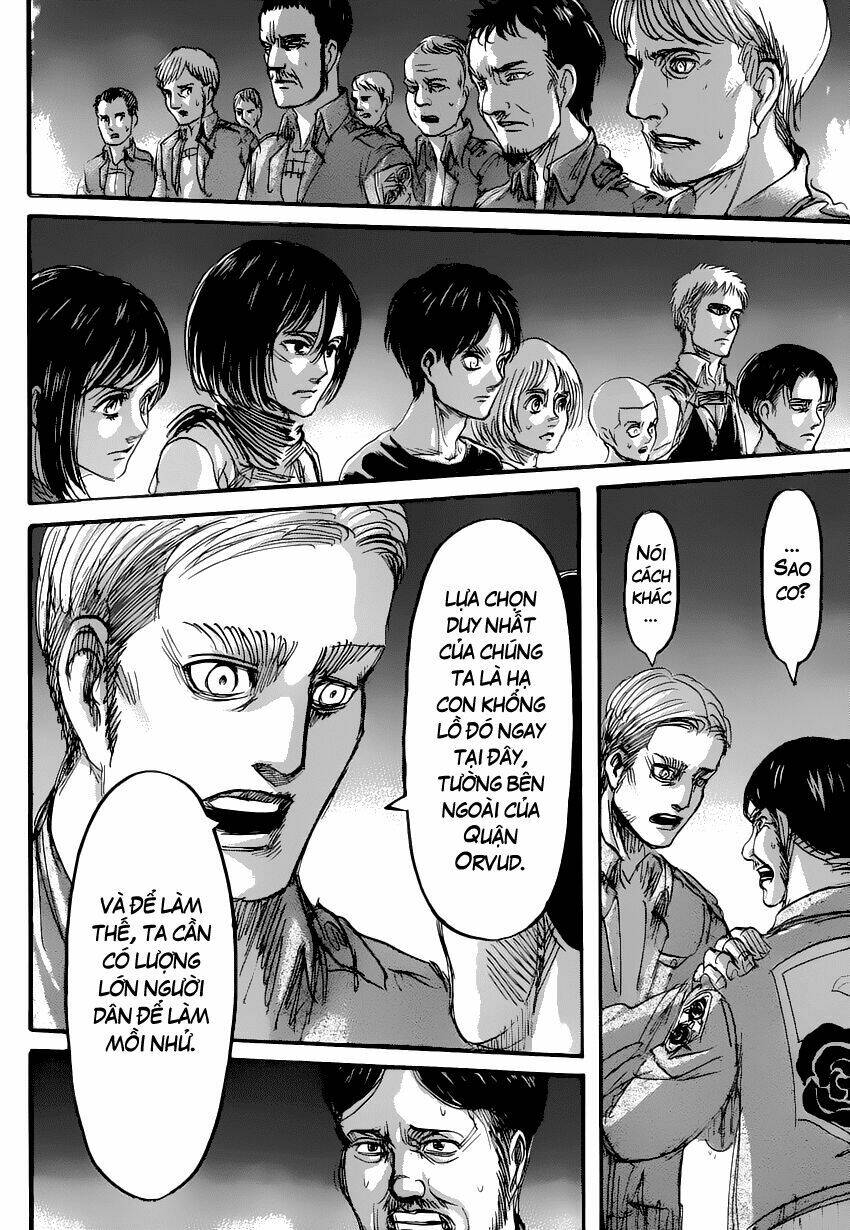 ...
SAO
CƠ?
NÓI
CÁCH
KHÁC
...
LỰA CHỌN
DUY NHẤT
CỦA CHÚNG
TA LÀ HẠ
CON KHỔNG
LỒ ĐÓ NGAY
TẠI ĐÂY,
TƯỜNG BÊN
NGOÀI CỦA
QUẬN
ORVUD.
VÀ ĐỂ LÀM
THẾ, TA CẦN
CÓ LƯỢNG
LỚN NGƯỜI
DÂN ĐỂ LÀM
MỒI NHỬ.